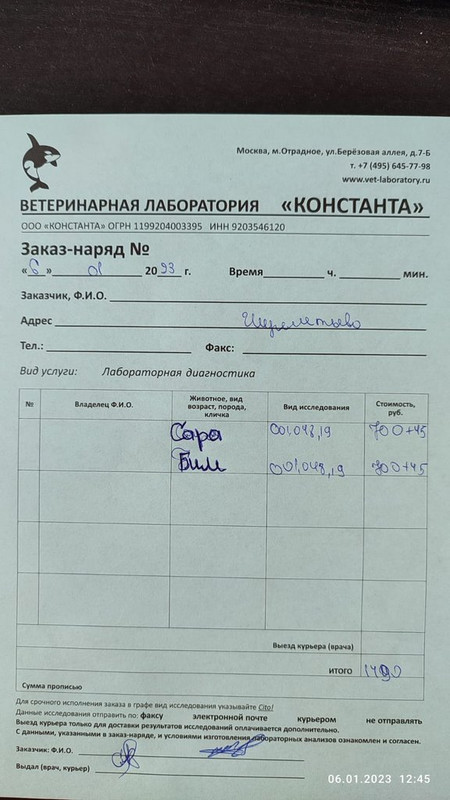 Москва, м.Отрадное, ул.Берёзовая аллея, д.7-Б
т. +7 (495) 645-77-98
www.vet-laboratory.ru
ВЕТЕРИНАРНАЯ ЛАБОРАТОРИЯ «КОНСТАНТА»
ООО «КОНСТАНТА» ОГРН 1199204003395 ИНН 9203546120
Заказ-наряд №
«6» 01 2093 г. Время ч. мин.
Заказчик, Ф.И.О.
Адрес Шереметьево
Тел.: Факс:
Вид услуги: Лабораторная диагностика
№ Владелец Ф.И.О. Животное, вид возраст, порода, кличка Вид исследования Стоимость, руб.
Сара 001,048,19 700+45
Бим 001,048,19 700+45
Выезд курьера (врача)
ИТОГО 1490
Сумма прописью
Для срочного исполнения заказа в графе вид исследования указывайте Cito!
Данные исследования отправить по: факсу электронной почте курьером не отправлять
Выезд курьера только для доставки результатов исследований оплачивается дополнительно.
С данными, указанными в заказ-наряде, и условиями изготовления лабораторных анализов ознакомлен и согласен.
Заказчик: Ф.И.О.
Выдал (врач, курьер)
06.01.2023 12:45